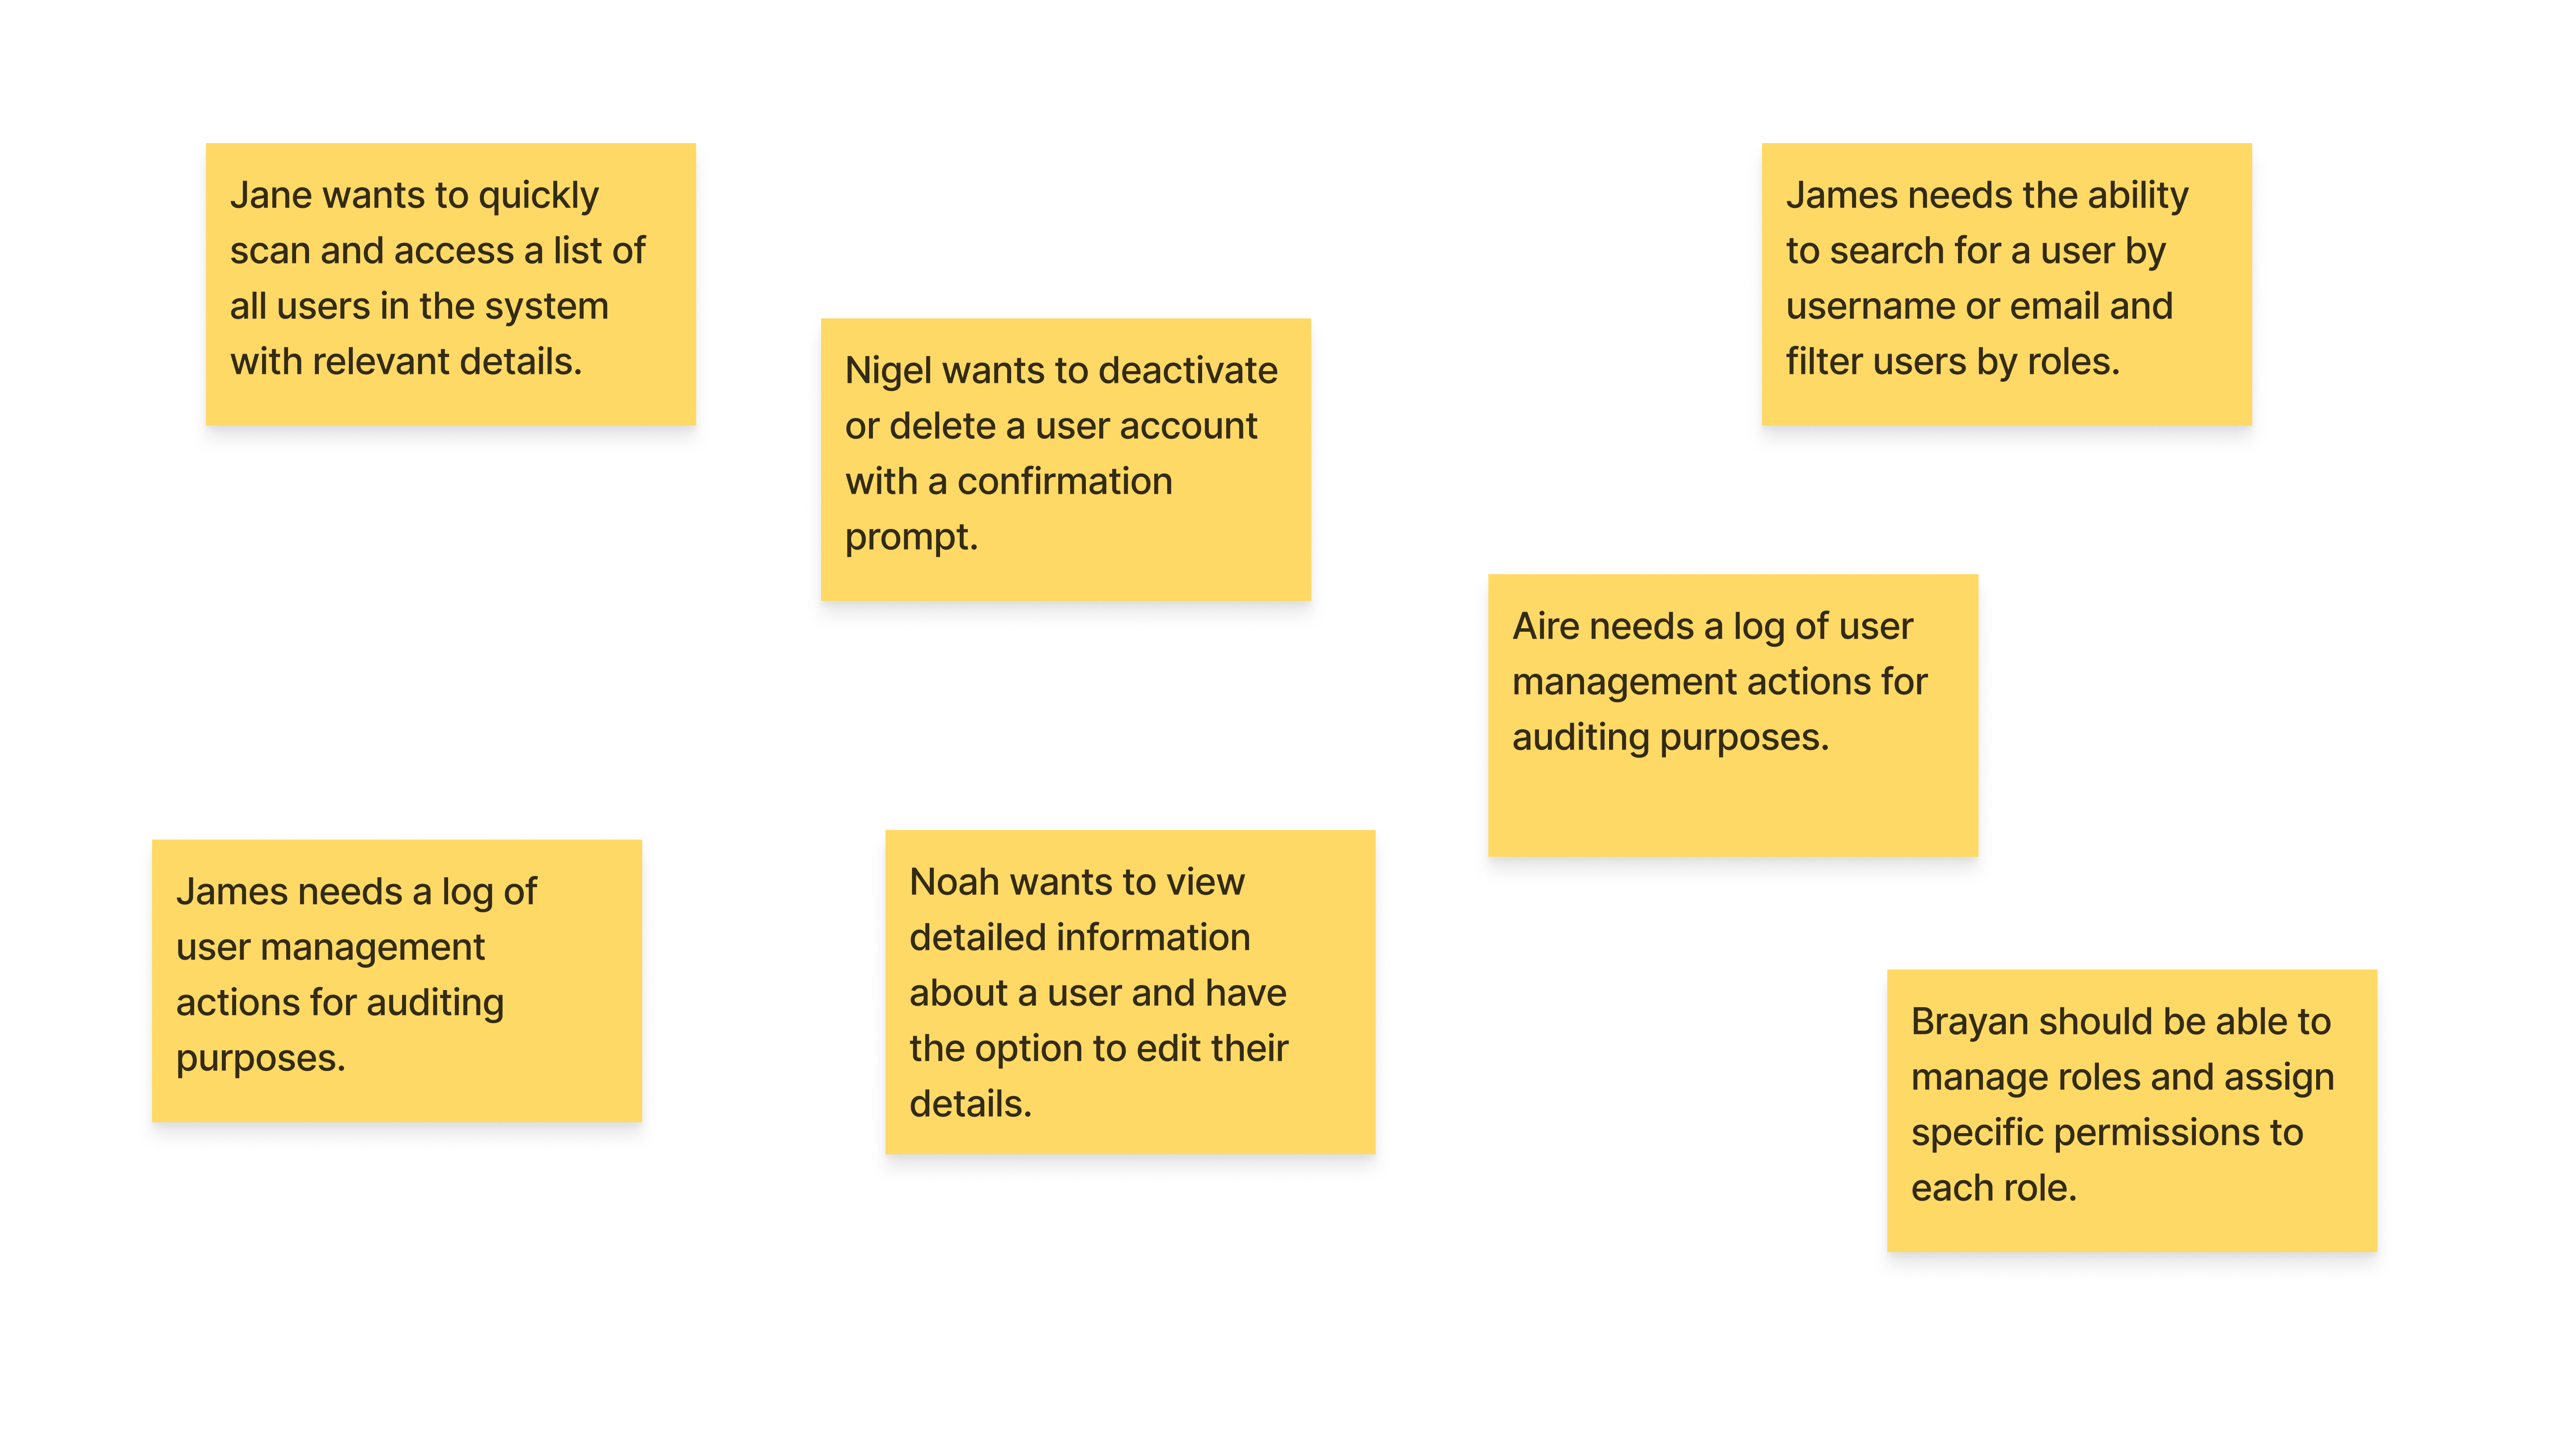 Jane wants to quickly
scan and access a list of
all users in the system
with relevant details.
Nigel wants to deactivate
or delete a user account
with a confirmation
prompt.
James needs the ability
to search for a user by
username or email and
filter users by roles.
Aire needs a log of user
management actions for
auditing purposes.
James needs a log of
user management
actions for auditing
purposes.
Noah wants to view
detailed information
about a user and have
the option to edit their
details.
Brayan should be able to
manage roles and assign
specific permissions to
each role.